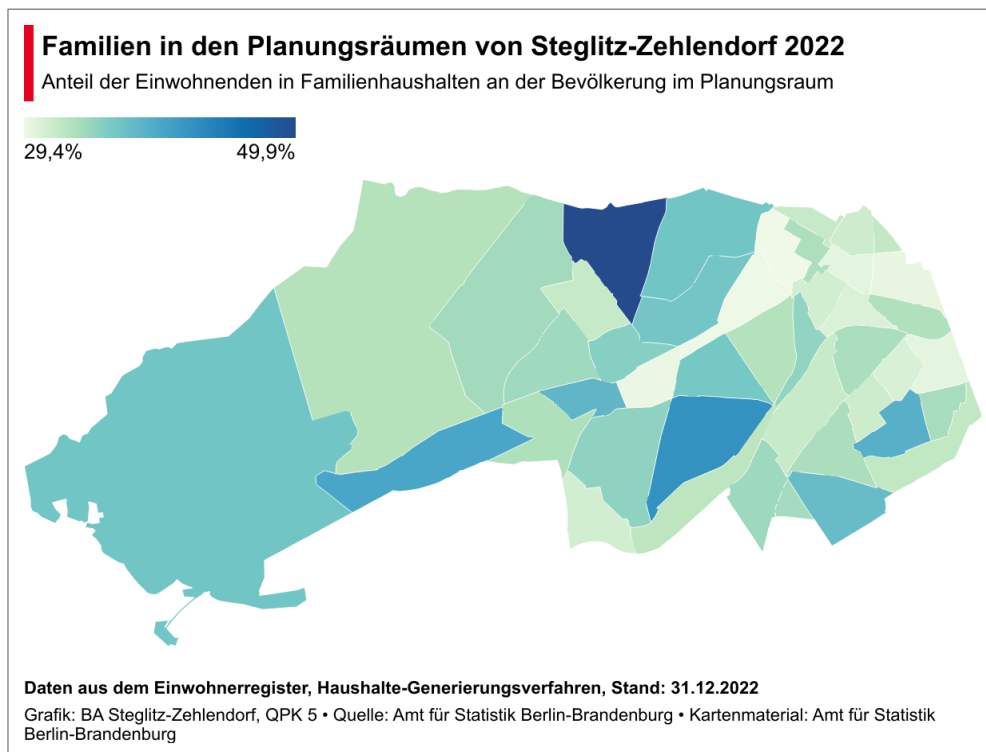 Familien in den Planungsräumen von Steglitz-Zehlendorf 2022
Anteil der Einwohnenden in Familienhaushalten an der Bevölkerung im Planungsraum
29,4% 49,9%
Daten aus dem Einwohnerregister, Haushalte-Generierungsverfahren, Stand: 31.12.2022
Grafik: BA Steglitz-Zehlendorf, QPK 5 • Quelle: Amt für Statistik Berlin-Brandenburg • Kartenmaterial: Amt für Statistik
Berlin-Brandenburg